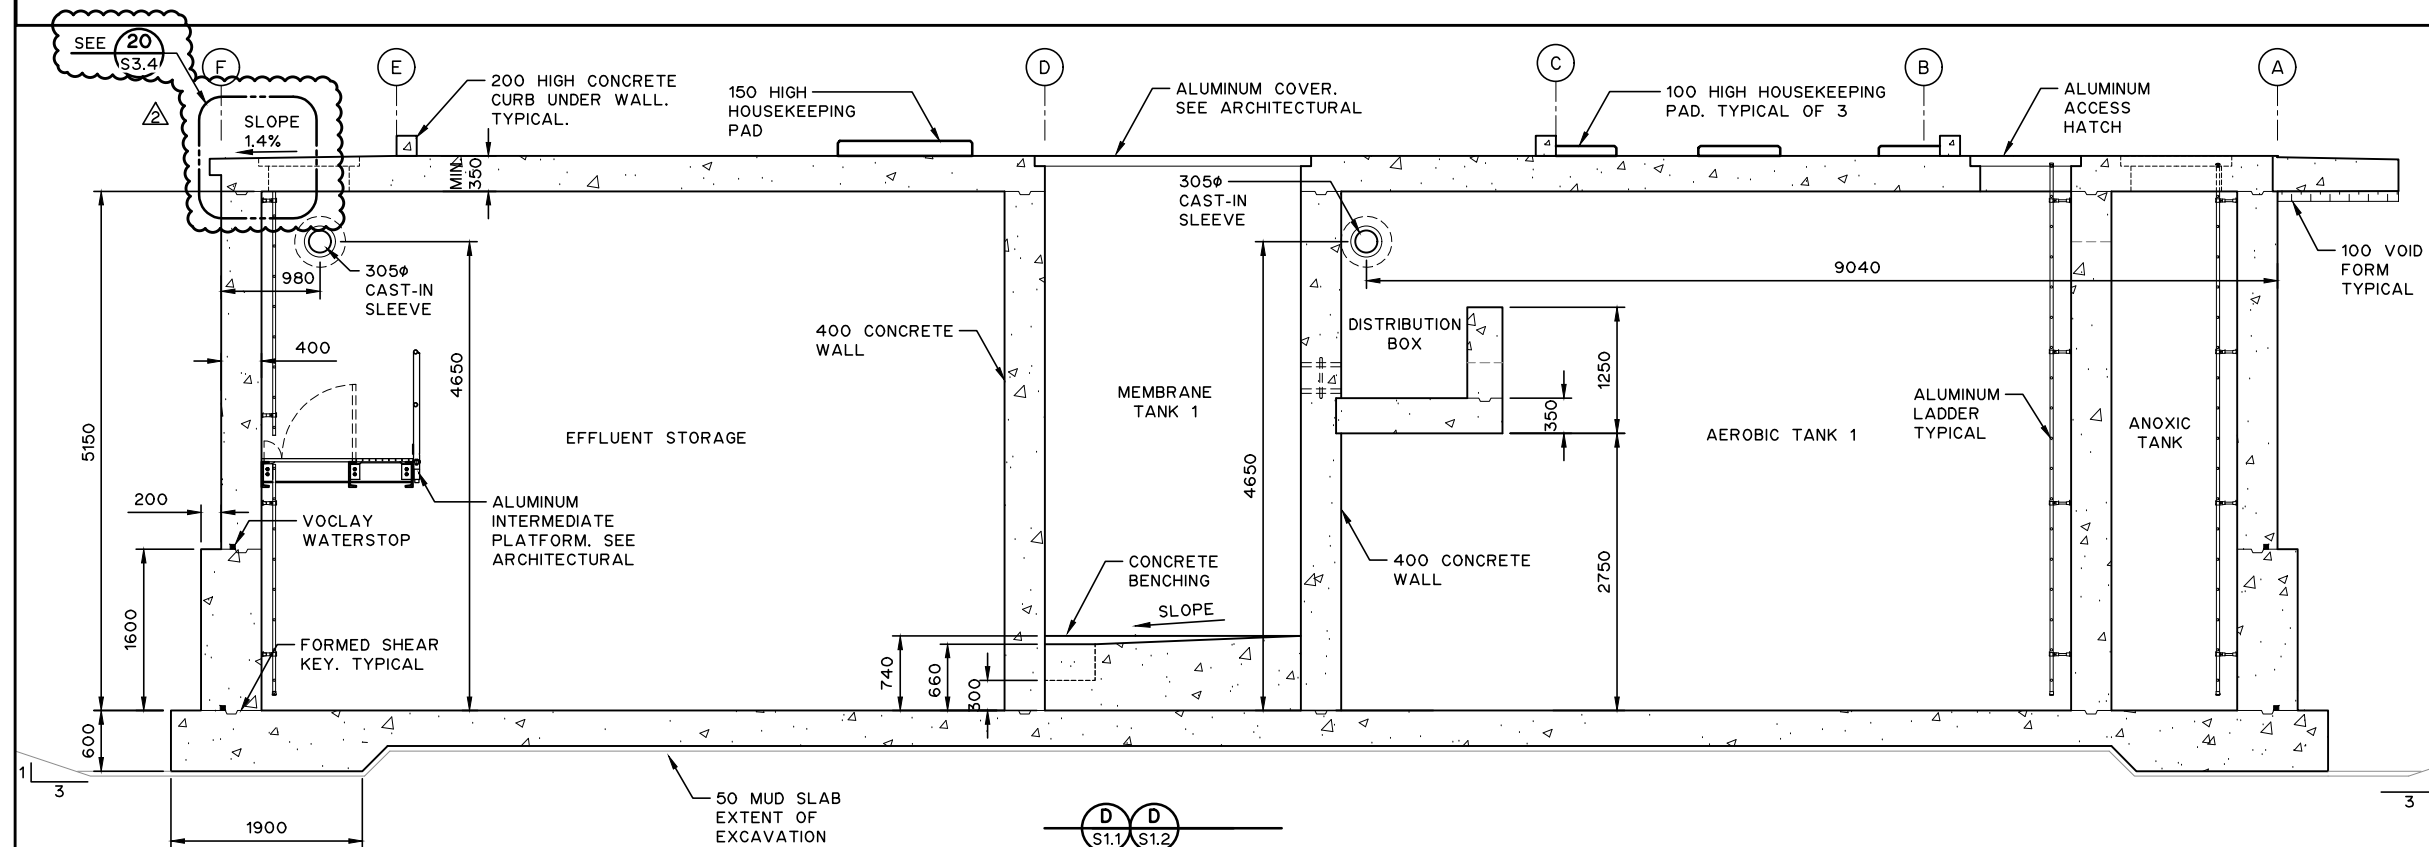 SEE
20
S3.4
F
E
D
C
B
A
2
SLOPE
1.4%
200 HIGH CONCRETE
CURB UNDER WALL.
TYPICAL.
150 HIGH
HOUSEKEEPING
PAD
ALUMINUM COVER.
SEE ARCHITECTURAL
100 HIGH HOUSEKEEPING
PAD. TYPICAL OF 3
ALUMINUM
ACCESS
HATCH
MIN.
350
305ø
CAST-IN
SLEEVE
100 VOID
FORM
TYPICAL
980
305ø
CAST-IN
SLEEVE
9040
400
400 CONCRETE
WALL
4650
DISTRIBUTION
BOX
1250
350
MEMBRANE
TANK 1
ALUMINUM
LADDER
TYPICAL
ANOXIC
TANK
5150
EFFLUENT STORAGE
AEROBIC TANK 1
4650
200
VOCLAY
WATERSTOP
ALUMINUM
INTERMEDIATE
PLATFORM. SEE
ARCHITECTURAL
CONCRETE
BENCHING
400 CONCRETE
WALL
2750
SLOPE
1600
FORMED SHEAR
KEY. TYPICAL
740
660
300
600
1
3
1900
50 MUD SLAB
EXTENT OF
EXCAVATION
D
S1.1
D
S1.2
3